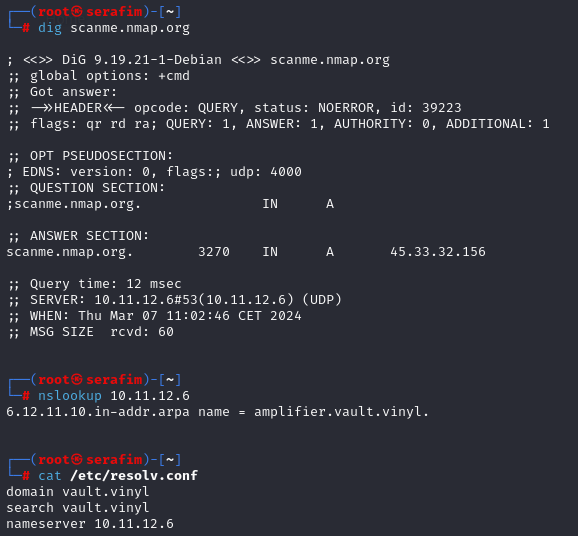 ┌──(root㉿serafim)-[~]
└─# dig scanme.nmap.org
; <<>> DiG 9.19.21-1-Debian <<>> scanme.nmap.org
;; global options: +cmd
;; Got answer:
;; ->>HEADER<<- opcode: QUERY, status: NOERROR, id: 39223
;; flags: qr rd ra; QUERY: 1, ANSWER: 1, AUTHORITY: 0, ADDITIONAL: 1
;; OPT PSEUDOSECTION:
; EDNS: version: 0, flags:; udp: 4000
;; QUESTION SECTION:
;scanme.nmap.org. IN A
;; ANSWER SECTION:
scanme.nmap.org. 3270 IN A 45.33.32.156
;; Query time: 12 msec
;; SERVER: 10.11.12.6#53(10.11.12.6) (UDP)
;; WHEN: Thu Mar 07 11:02:46 CET 2024
;; MSG SIZE rcvd: 60
┌──(root㉿serafim)-[~]
└─# nslookup 10.11.12.6
6.12.11.10.in-addr.arpa name = amplifier.vault.vinyl.
┌──(root㉿serafim)-[~]
└─# cat /etc/resolv.conf
domain vault.vinyl
search vault.vinyl
nameserver 10.11.12.6